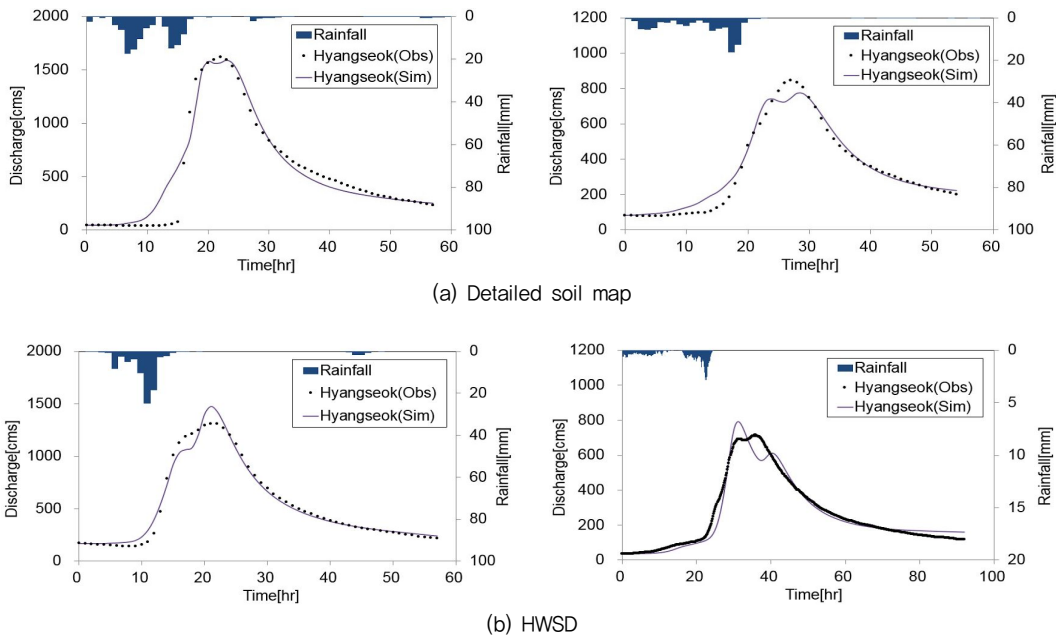 2000
1500
1000
500
0
Discharge[cms]
0
20
40
60
80
100
Rainfall[mm]
Rainfall
Hyangseok(Obs)
Hyangseok(Sim)
0 10 20 30 40 50 60
Time[hr]
1200
1000
800
600
400
200
0
Discharge[cms]
0
20
40
60
80
100
Rainfall[mm]
Rainfall
Hyangseok(Obs)
Hyangseok(Sim)
0 10 20 30 40 50 60
Time[hr]
(a) Detailed soil map
2000
1500
1000
500
0
Discharge[cms]
0
20
40
60
80
100
Rainfall[mm]
Rainfall
Hyangseok(Obs)
Hyangseok(Sim)
0 10 20 30 40 50 60
Time[hr]
1200
1000
800
600
400
200
0
Discharge[cms]
0
5
10
15
20
Rainfall[mm]
Rainfall
Hyangseok(Obs)
Hyangseok(Sim)
0 20 40 60 80 100
Time[hr]
(b) HWSD